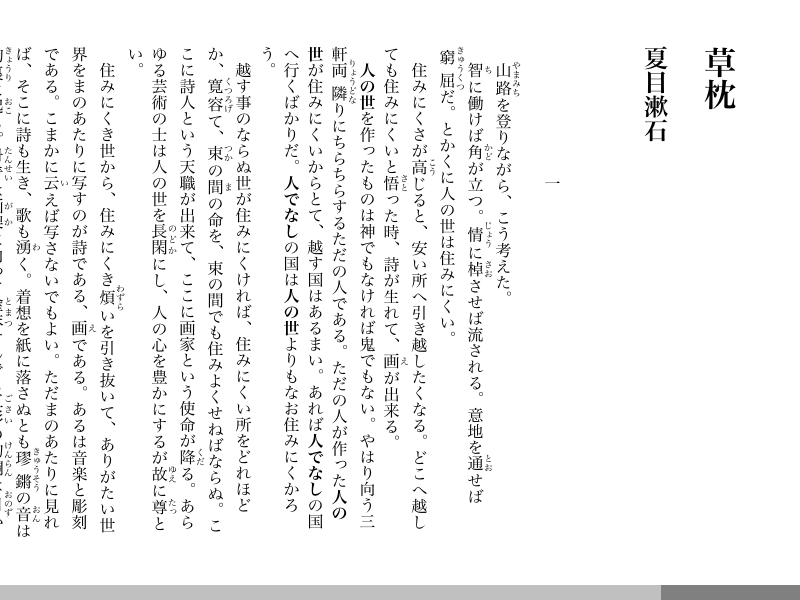 草枕
夏目漱石
一
山路を登りながら、こう考えた。
智に働けば角が立つ。情に棹させば流される。意地を通せば
窮屈だ。とかくに人の世は住みにくい。
住みにくさが高じると、安い所へ引き越したくなる。どこへ越し
ても住みにくいと悟った時、詩が生れて、画が出来る。
人の世を作ったものは神でもなければ鬼でもない。やはり向う三
軒両隣りにちらちらするただの人である。ただの人が作った人の
世が住みにくいからとて、越す国はあるまい。あれば人でなしの国
へ行くばかりだ。人でなしの国は人の世よりもなお住みにくかろ
う。
越す事のならぬ世が住みにくければ、住みにくい所をどれほど
か、寛容て、束の間の命を、束の間でも住みよくせねばならぬ。こ
こに詩人という天職が出来て、ここに画家という使命が降る。あら
ゆる芸術の士は人の世を長閑にし、人の心を豊かにするが故に尊と
い。
住みにくき世から、住みにくき煩いを引き抜いて、ありがたい世
界をまのあたりに写すのが詩である、画である。あるは音楽と彫刻
である。こまかに云えば写さないでもよい。ただまのあたりに見れ
ば、そこに詩も生き、歌も湧く。着想を紙に落さぬとも璆鏘の音は